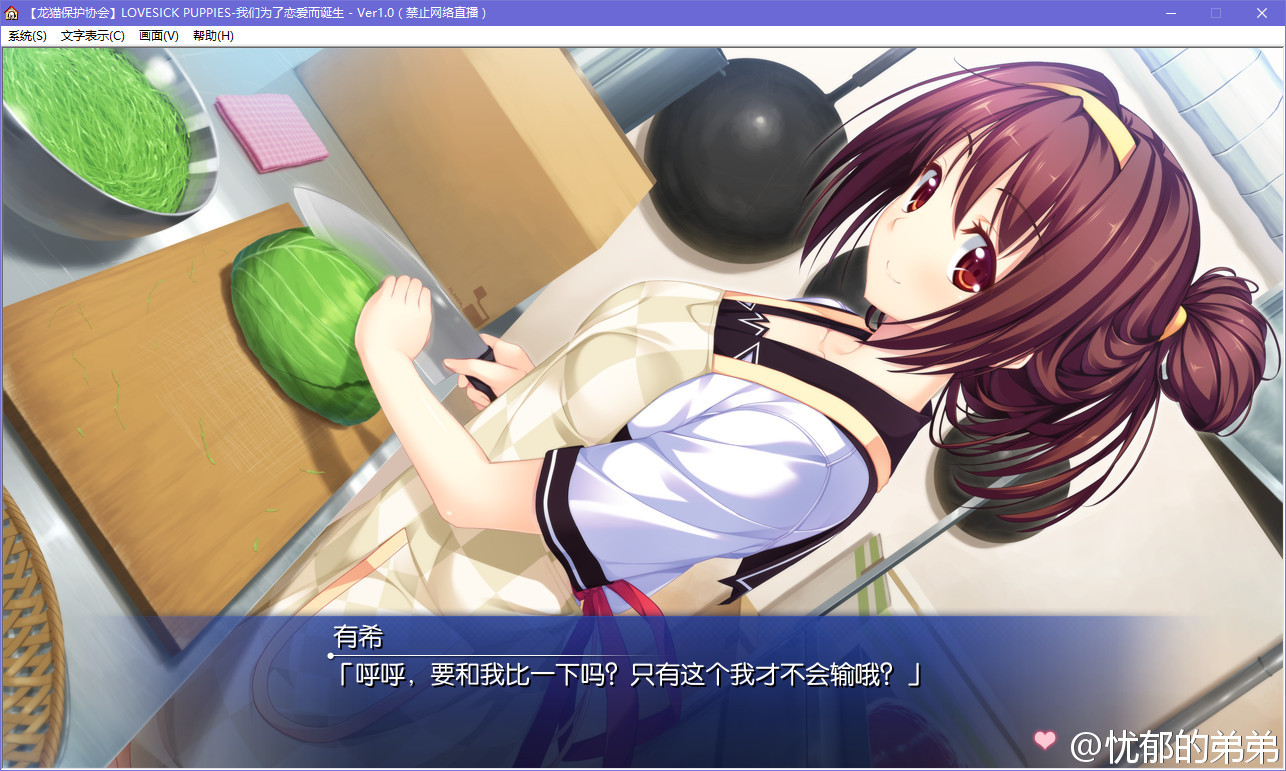 【龙猫保护协会】LOVESICK PUPPIES-我们为了恋爱而诞生 - Ver1.0 ( 禁止网络直播 )
系统(S) 文字表示(C) 画面(V) 帮助(H)
有希
「呼呼，要和我比一下吗？只有这个我才不会输哦？」
@忧郁的弟弟